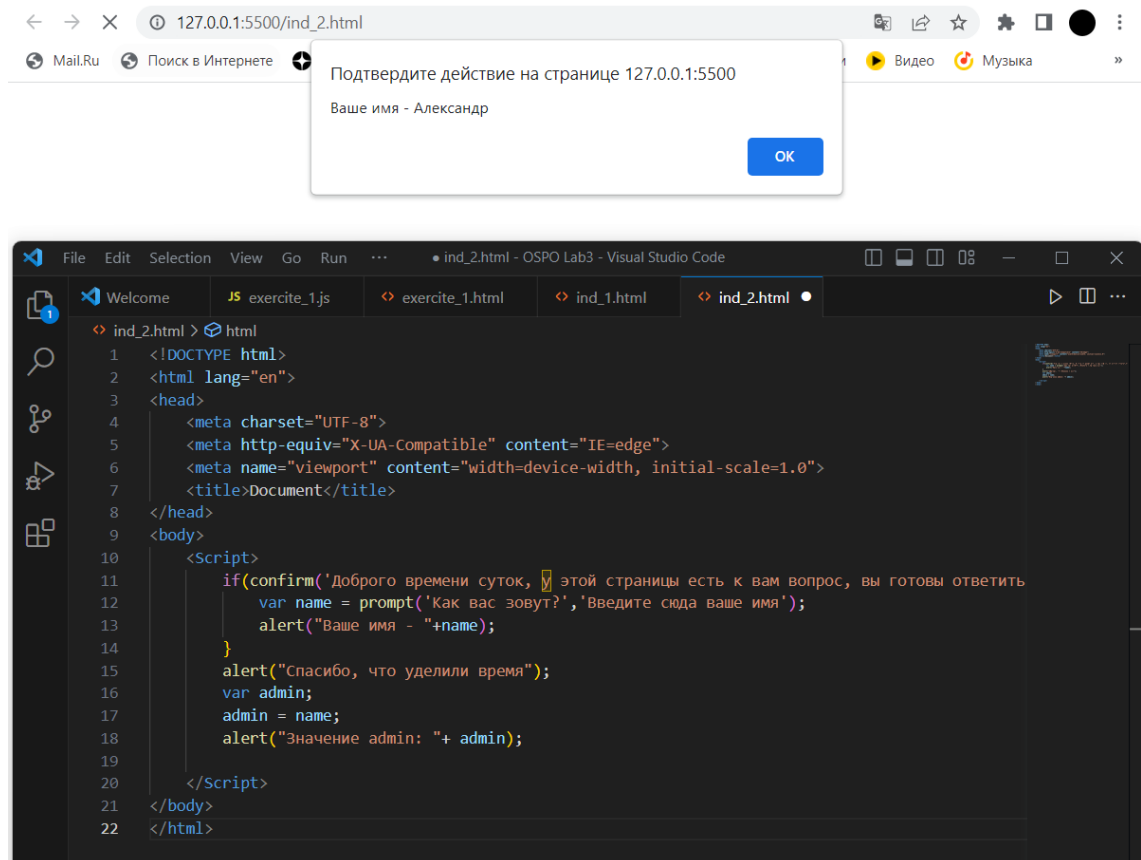 127.0.0.1:5500/ind_2.html
Mail.Ru Поиск в Интернете Видео Музыка »
Подтвердите действие на странице 127.0.0.1:5500
Ваше имя - Александр
ОК
File Edit Selection View Go Run ··· ● ind_2.html - OSPO Lab3 - Visual Studio Code
Welcome JS exercite_1.js <> exercite_1.html <> ind_1.html <> ind_2.html ●
1
<> ind_2.html > html
1 <!DOCTYPE html>
2 <html lang="en">
3 <head>
4 <meta charset="UTF-8">
5 <meta http-equiv="X-UA-Compatible" content="IE=edge">
6 <meta name="viewport" content="width=device-width, initial-scale=1.0">
7 <title>Document</title>
8 </head>
9 <body>
10 <Script>
11 if(confirm('Доброго времени суток, у этой страницы есть к вам вопрос, вы готовы ответить
12 var name = prompt('Как вас зовут?','Введите сюда ваше имя');
13 alert("Ваше имя - "+name);
14 }
15 alert("Спасибо, что уделили время");
16 var admin;
17 admin = name;
18 alert("Значение admin: "+ admin);
19
20 </Script>
21 </body>
22 </html>